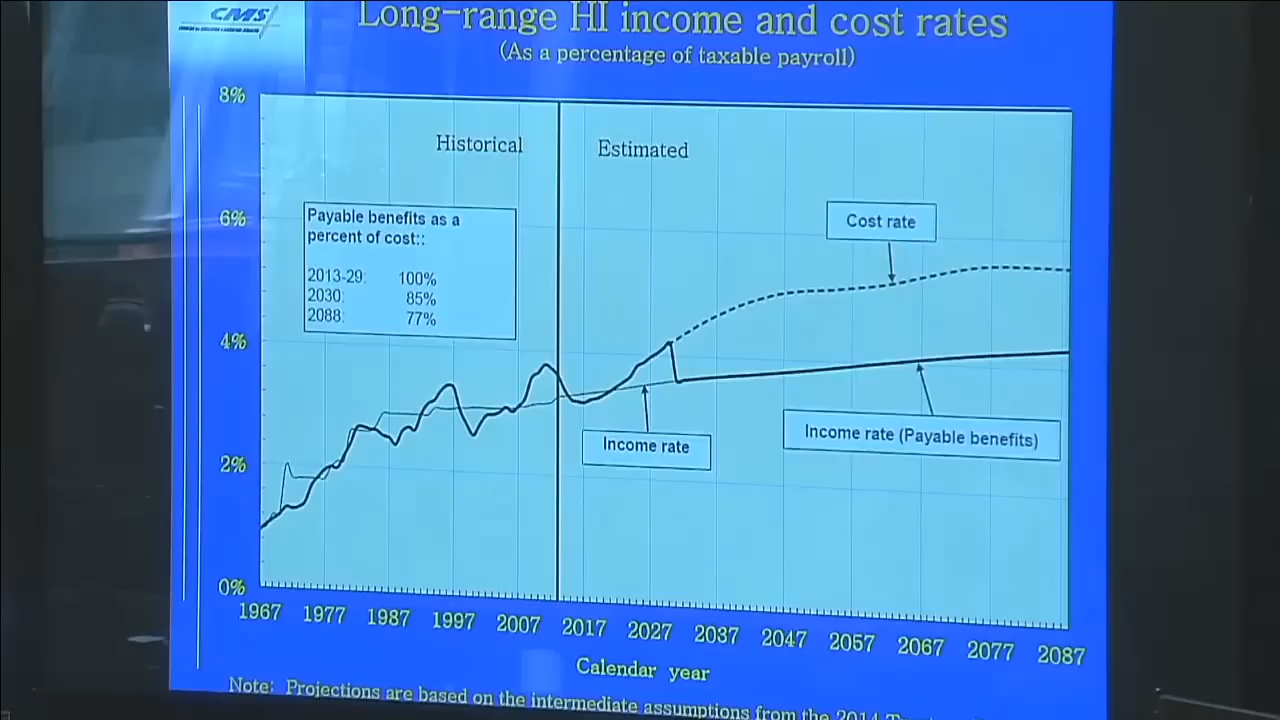 CMS
Long-range HI income and cost rates
(As a percentage of taxable payroll)
8%
6%
4%
2%
0%
Historical
Estimated
Payable benefits as a
percent of cost::
2013-29: 100%
2030: 85%
2088: 77%
Cost rate
Income rate
Income rate (Payable benefits)
1967 1977 1987 1997 2007 2017 2027 2037 2047 2057 2067 2077 2087
Calendar year
Note: Projections are based on the intermediate assumptions from the 2014